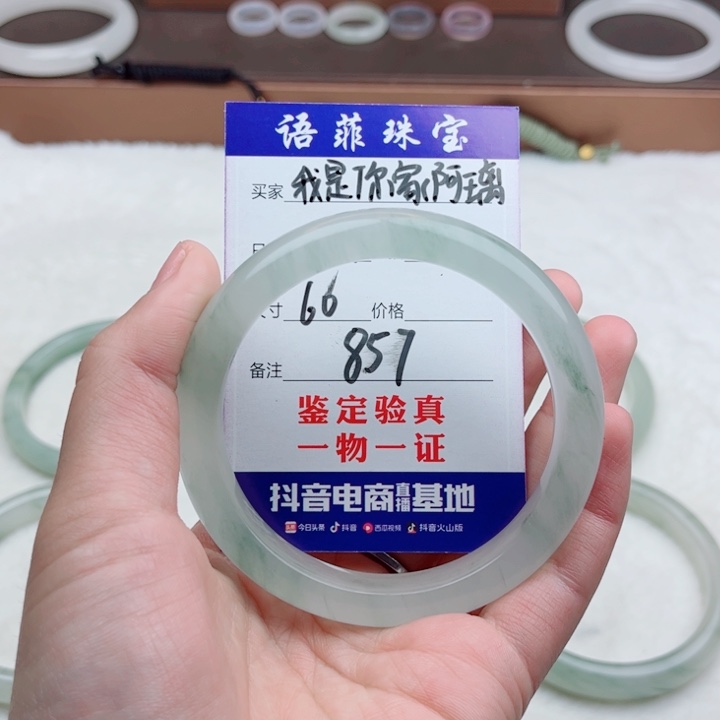 语菲珠宝
买家 我是你家阿璃
寸 66 价格
备注 857
鉴定验真
一物一证
抖音电商直播基地
今日头条 抖音 西瓜视频 抖音火山版